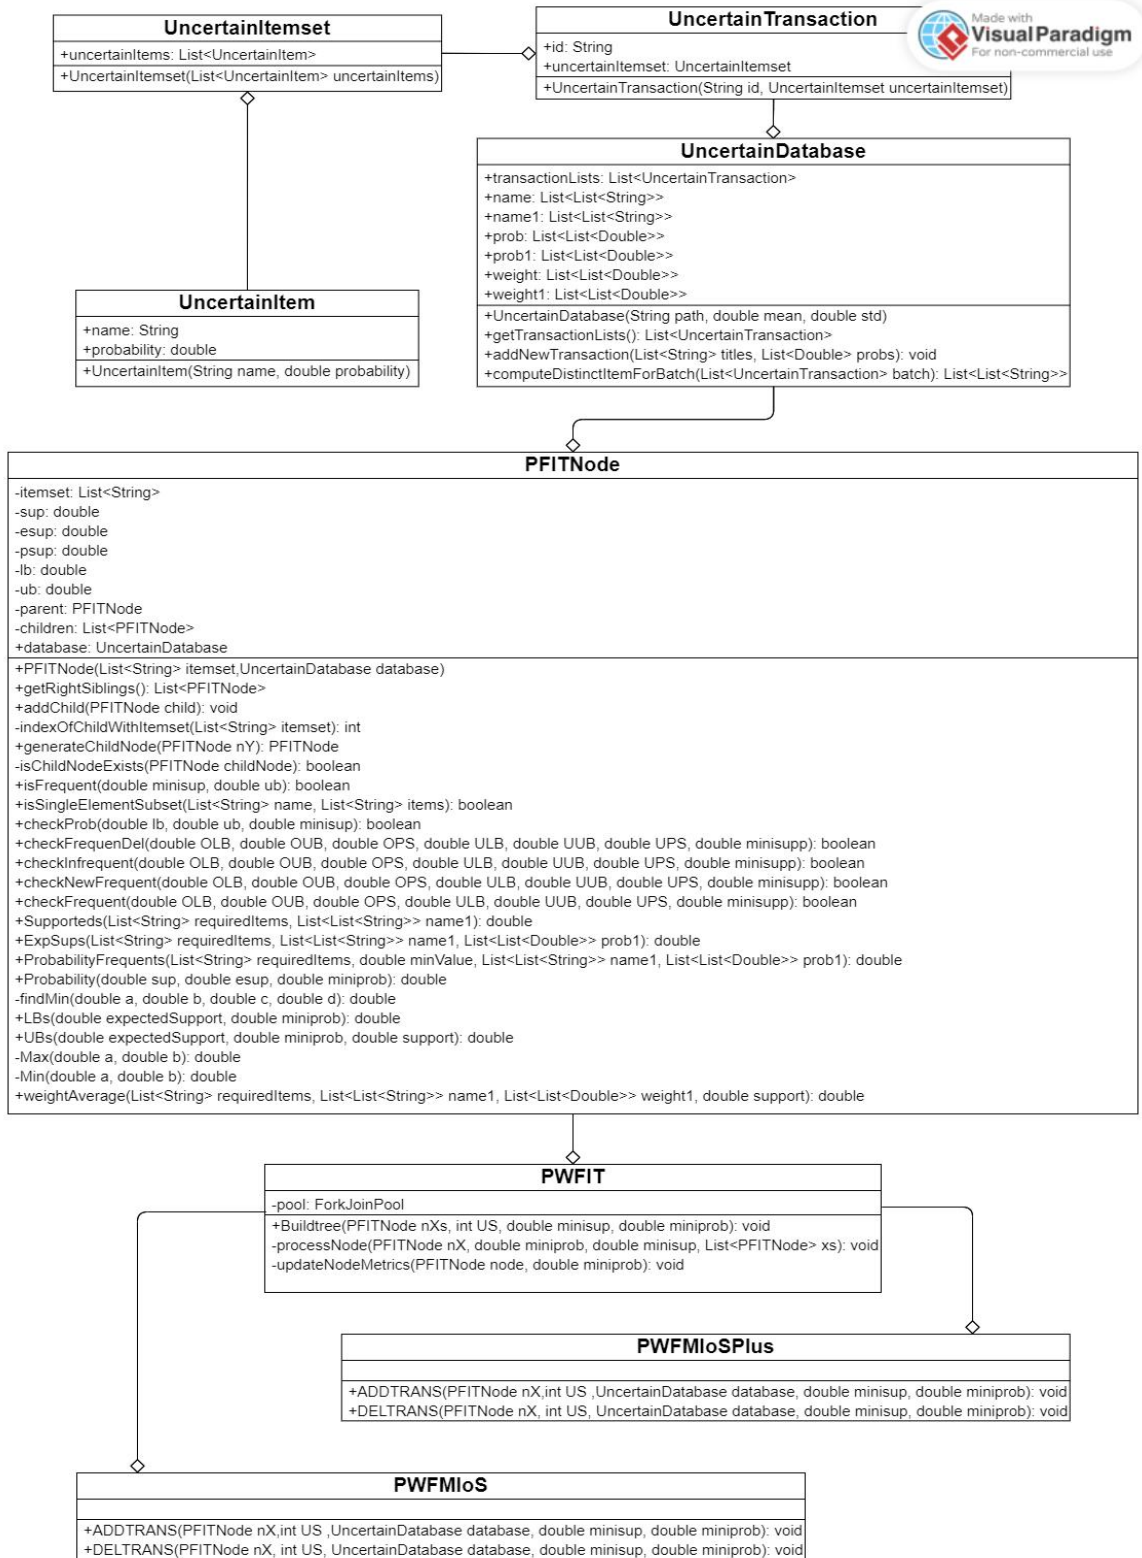 UncertainItemset
+uncertainItems: List<UncertainItem>
+UncertainItemset(List<UncertainItem> uncertainItems)
UncertainTransaction
+id: String
+uncertainItemset: UncertainItemset
+UncertainTransaction(String id, UncertainItemset uncertainItemset)
Made with
Visual Paradigm
For non-commercial use
UncertainDatabase
+transactionLists: List<UncertainTransaction>
+name: List<List<String>>
+name1: List<List<String>>
+prob: List<List<Double>>
+prob1: List<List<Double>>
+weight: List<List<Double>>
+weight1: List<List<Double>>
+UncertainDatabase(String path, double mean, double std)
+getTransactionLists(): List<UncertainTransaction>
+addNewTransaction(List<String> titles, List<Double> probs): void
+computeDistinctItemForBatch(List<UncertainTransaction> batch): List<List<String>>
UncertainItem
+name: String
+probability: double
+UncertainItem(String name, double probability)
PFITNode
-itemset: List<String>
-sup: double
-esup: double
-psup: double
-lb: double
-ub: double
-parent: PFITNode
-children: List<PFITNode>
+database: UncertainDatabase
+PFITNode(List<String> itemset,UncertainDatabase database)
+getRightSiblings(): List<PFITNode>
+addChild(PFITNode child): void
-indexOfChildWithItemset(List<String> itemset): int
+generateChildNode(PFITNode nY): PFITNode
-isChildNodeExists(PFITNode childNode): boolean
+isFrequent(double minisup, double ub): boolean
+isSingleElementSubset(List<String> name, List<String> items): boolean
+checkProb(double lb, double ub, double minisup): boolean
+checkFrequenDel(double OLB, double OUB, double OPS, double ULB, double UUB, double UPS, double minisupp): boolean
+checkInfrequent(double OLB, double OUB, double OPS, double ULB, double UUB, double UPS, double minisupp): boolean
+checkNewFrequent(double OLB, double OUB, double OPS, double ULB, double UUB, double UPS, double minisupp): boolean
+checkFrequent(double OLB, double OUB, double OPS, double ULB, double UUB, double UPS, double minisupp): boolean
+Supporteds(List<String> requiredItems, List<List<String>> name1): double
+ExpSups(List<String> requiredItems, List<List<String>> name1, List<List<Double>> prob1): double
+ProbabilityFrequents(List<String> requiredItems, double minValue, List<List<String>> name1, List<List<Double>> prob1): double
+Probability(double sup, double esup, double miniprob): double
-findMin(double a, double b, double c, double d): double
+LBs(double expectedSupport, double miniprob): double
+UBs(double expectedSupport, double miniprob, double support): double
-Max(double a, double b): double
-Min(double a, double b): double
+weightAverage(List<String> requiredItems, List<List<String>> name1, List<List<Double>> weight1, double support): double
PWFIT
-pool: ForkJoinPool
+Buildtree(PFITNode nXs, int US, double minisup, double miniprob): void
-processNode(PFITNode nX, double miniprob, double minisup, List<PFITNode> xs): void
-updateNodeMetrics(PFITNode node, double miniprob): void
PWFMIoSPlus
+ADDTRANS(PFITNode nX,int US ,UncertainDatabase database, double minisup, double miniprob): void
+DELTRANS(PFITNode nX, int US, UncertainDatabase database, double minisup, double miniprob): void
PWFMIoS
+ADDTRANS(PFITNode nX,int US ,UncertainDatabase database, double minisup, double miniprob): void
+DELTRANS(PFITNode nX, int US, UncertainDatabase database, double minisup, double miniprob): void